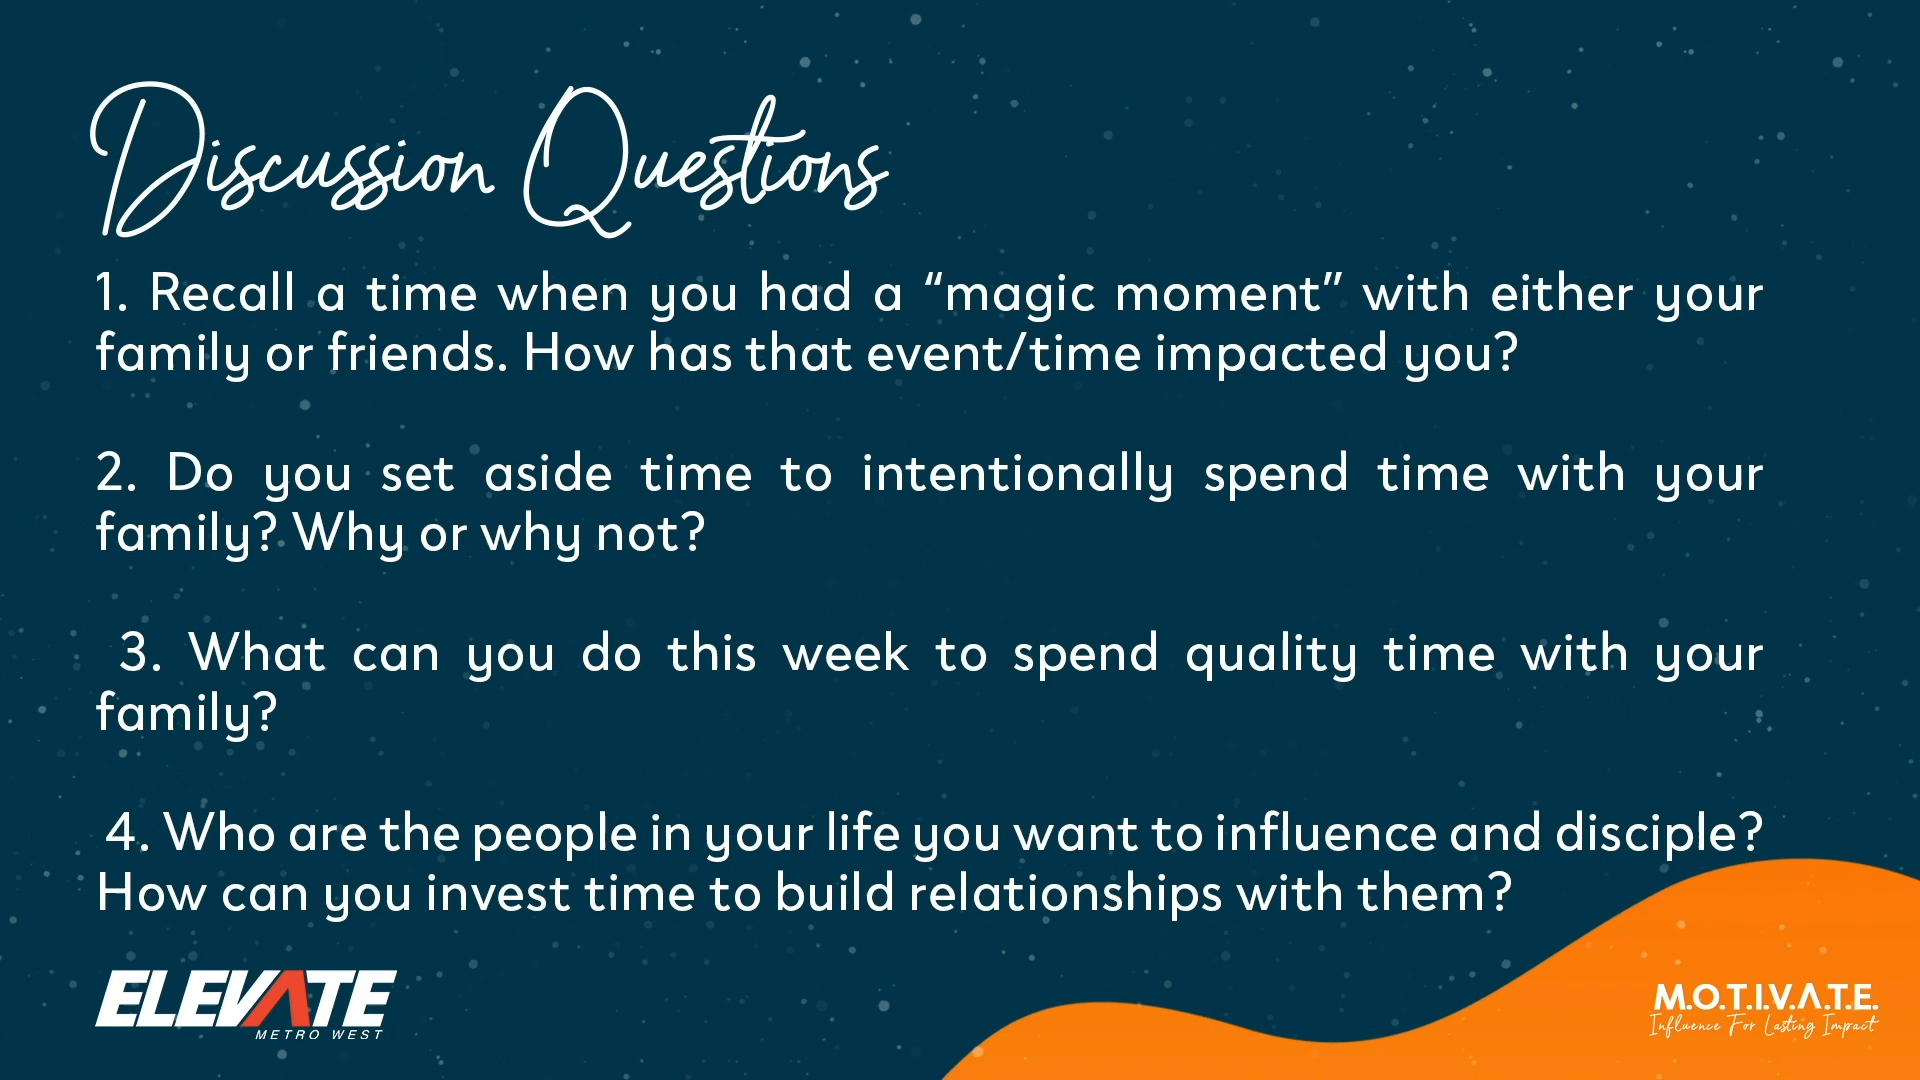 Discussion Questions
1. Recall a time when you had a “magic moment” with either your
family or friends. How has that event/time impacted you?
2. Do you set aside time to intentionally spend time with your
family? Why or why not?
3. What can you do this week to spend quality time with your
family?
4. Who are the people in your life you want to influence and disciple?
How can you invest time to build relationships with them?
ELEVATE
METRO WEST
M.O.T.I.V.A.T.E.
Influence For Lasting Impact